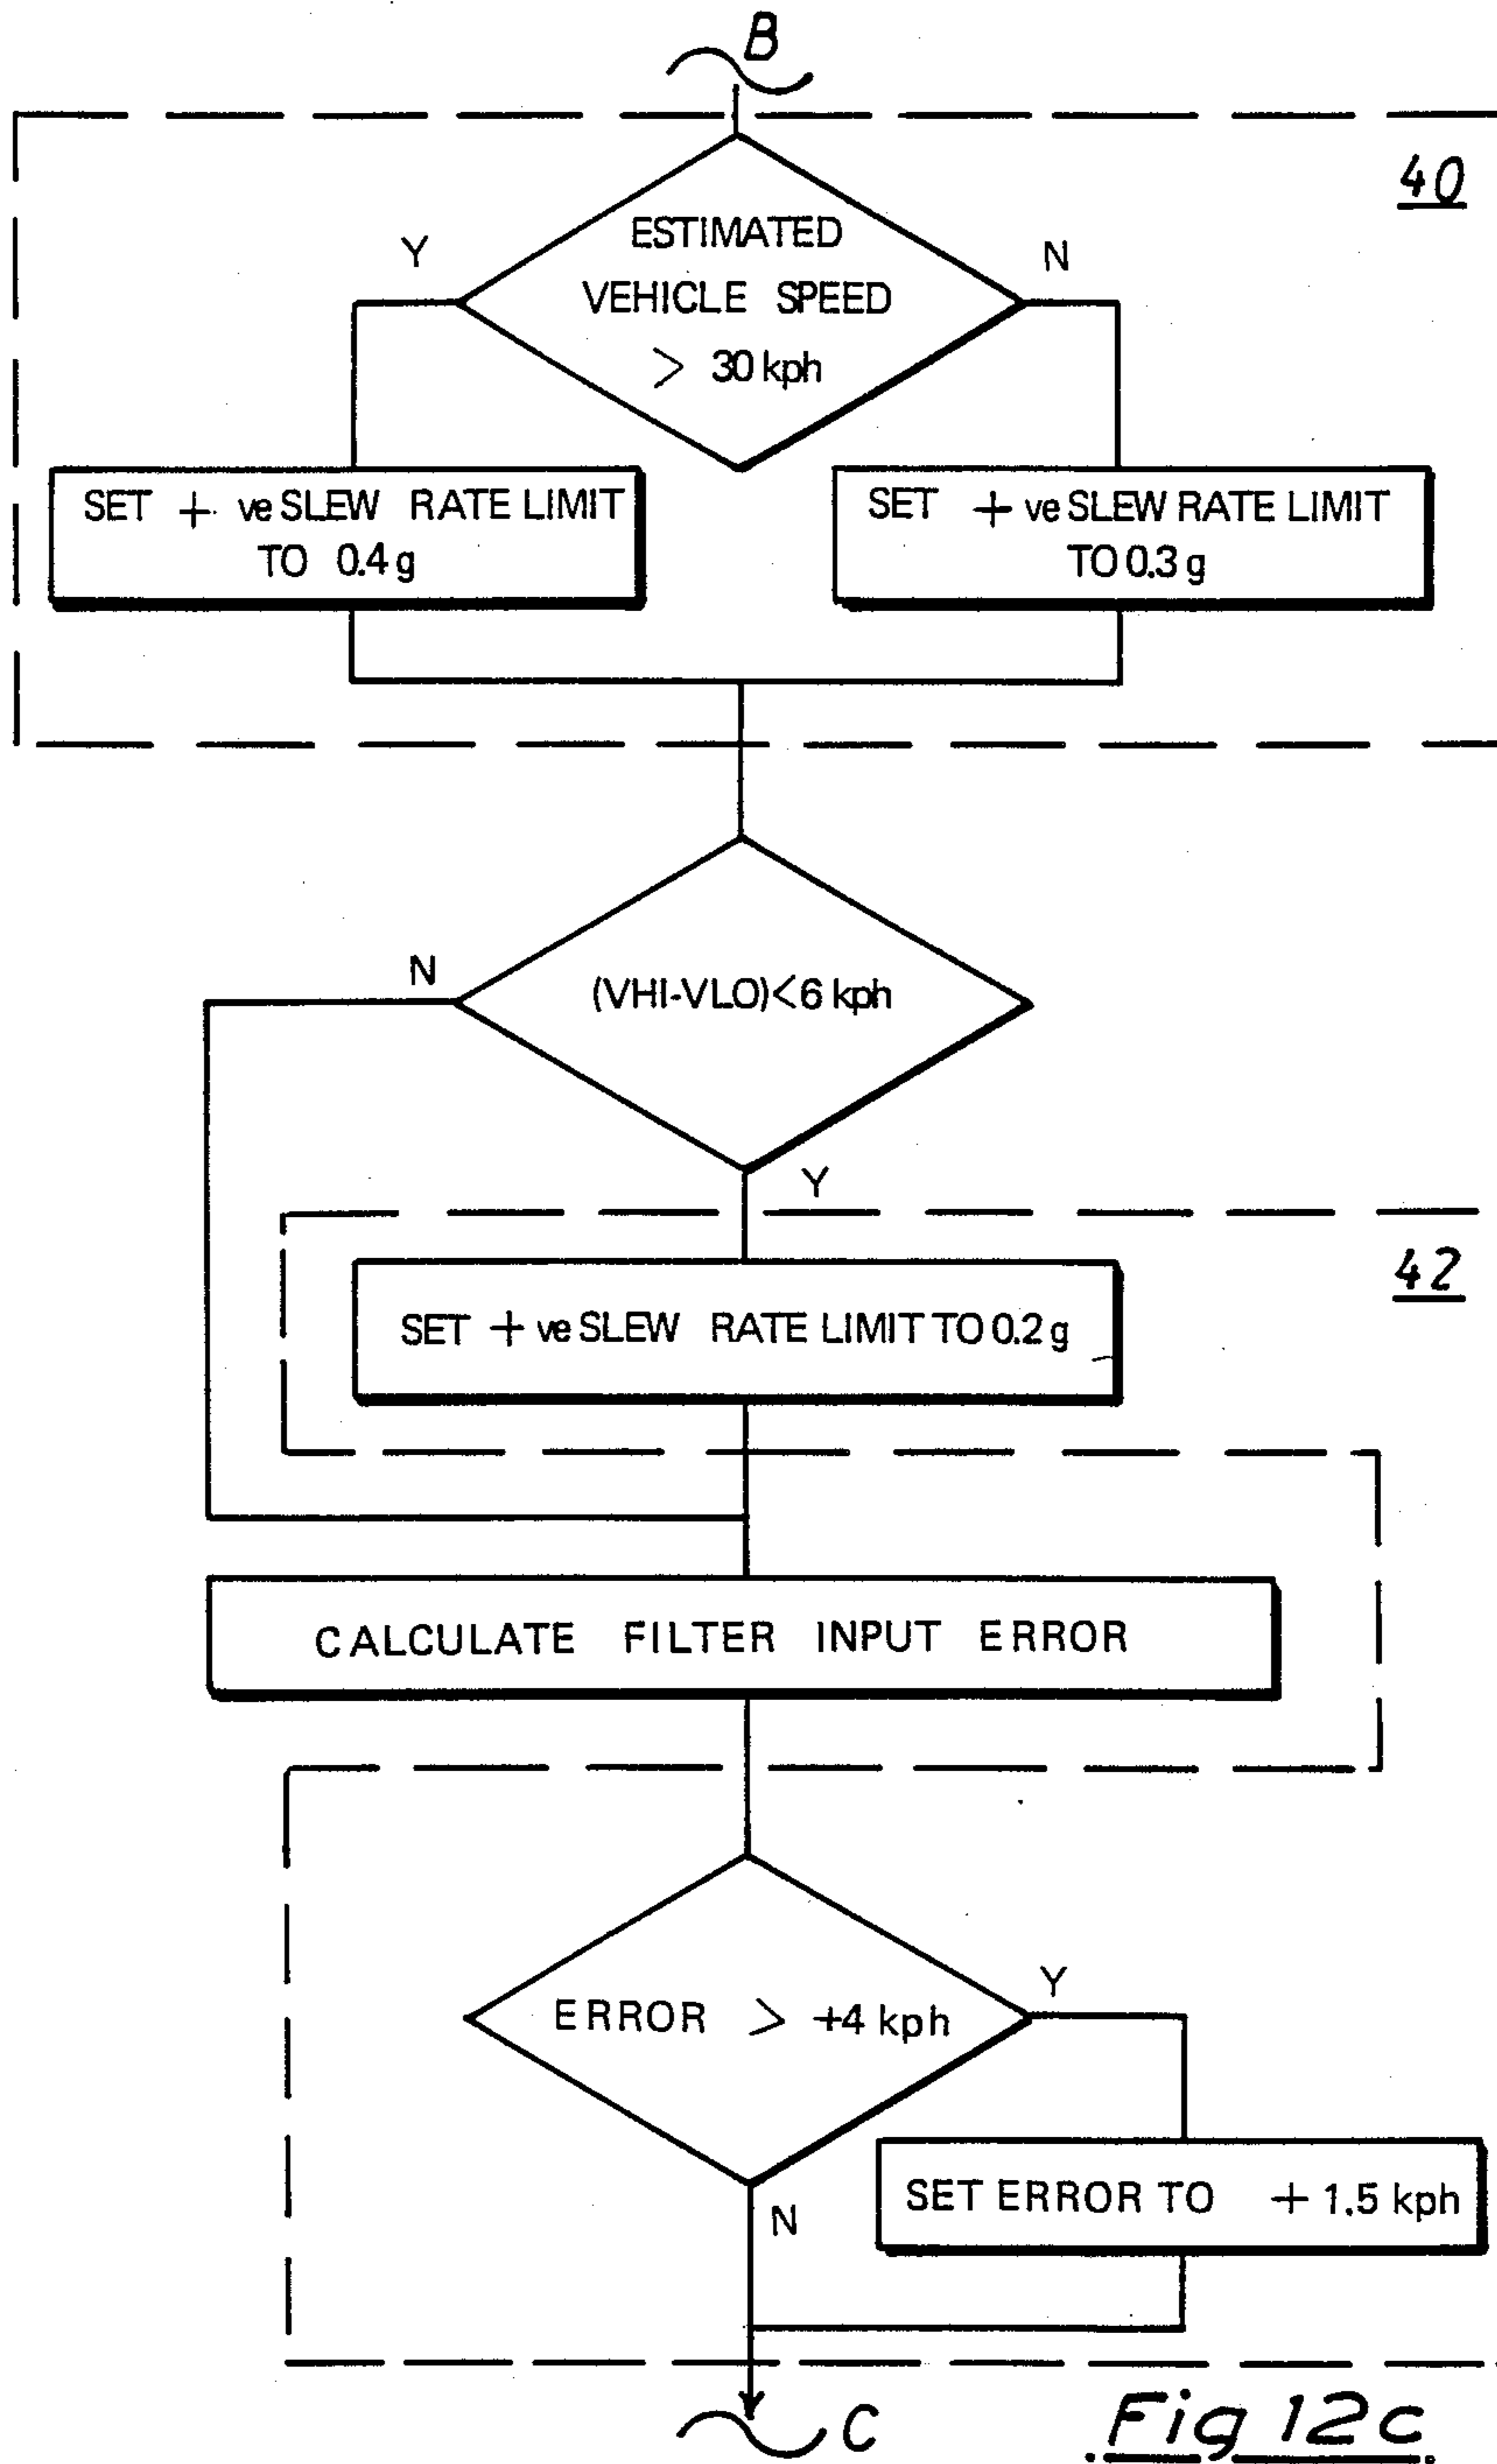 B
40
Y
ESTIMATED
VEHICLE SPEED
> 30 kph
N
SET + ve SLEW RATE LIMIT
TO 0.4 g
SET + ve SLEW RATE LIMIT
TO 0.3 g
N
(VHI-VLO)<6 kph
Y
42
SET + ve SLEW RATE LIMIT TO 0.2 g
CALCULATE FILTER INPUT ERROR
ERROR > +4 kph
Y
N
SET ERROR TO + 1.5 kph
C
Fig 12c